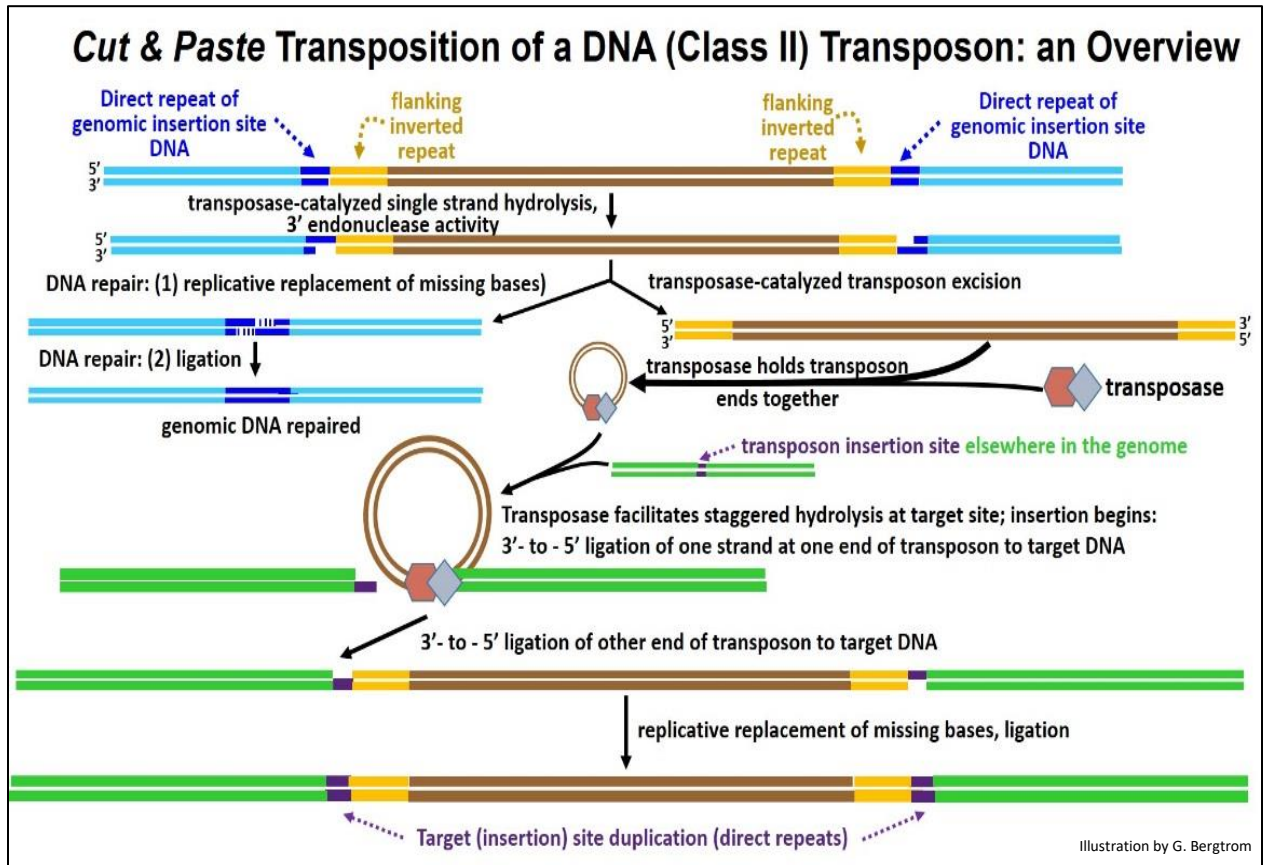 Cut & Paste Transposition of a DNA (Class II) Transposon: an Overview
Direct repeat of
genomic insertion site
DNA
flanking
inverted
repeat
flanking
inverted
repeat
Direct repeat of
genomic insertion site
DNA
5’
3’
transposase-catalyzed single strand hydrolysis,
3’ endonuclease activity
5’
3’
DNA repair: (1) replicative replacement of missing bases)
transposase-catalyzed transposon excision
5’
3’
3’
5’
DNA repair: (2) ligation
genomic DNA repaired
transposase holds transposon
ends together
transposase
transposon insertion site elsewhere in the genome
Transposase facilitates staggered hydrolysis at target site; insertion begins:
3’- to - 5’ ligation of one strand at one end of transposon to target DNA
3’- to - 5’ ligation of other end of transposon to target DNA
replicative replacement of missing bases, ligation
Target (insertion) site duplication (direct repeats)
Illustration by G. Bergtrom